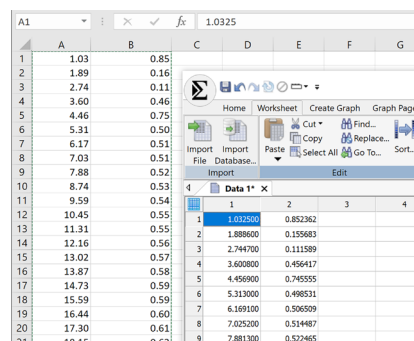 A1 fx 1.0325
A B C D E F G
1 1.03 0.85
2 1.89 0.16
3 2.74 0.11
4 3.60 0.46
5 4.46 0.75
6 5.31 0.50
7 6.17 0.51
8 7.03 0.51
9 7.88 0.52
10 8.74 0.53
11 9.59 0.54
12 10.45 0.55
13 11.31 0.55
14 12.16 0.56
15 13.02 0.57
16 13.87 0.58
17 14.73 0.59
18 15.59 0.59
19 16.44 0.60
20 17.30 0.61
Σ
Home Worksheet Create Graph Graph Page
Import File
Import Database...
Paste
Cut
Copy
Select All
Find...
Replace...
Go To...
Sort...
Import Edit
Data 1*
1 2 3 4
1 1.032500 0.852362
2 1.888600 0.155683
3 2.744700 0.111589
4 3.600800 0.456417
5 4.456900 0.745555
6 5.313000 0.498531
7 6.169100 0.506509
8 7.025200 0.514487
9 7.881300 0.522465